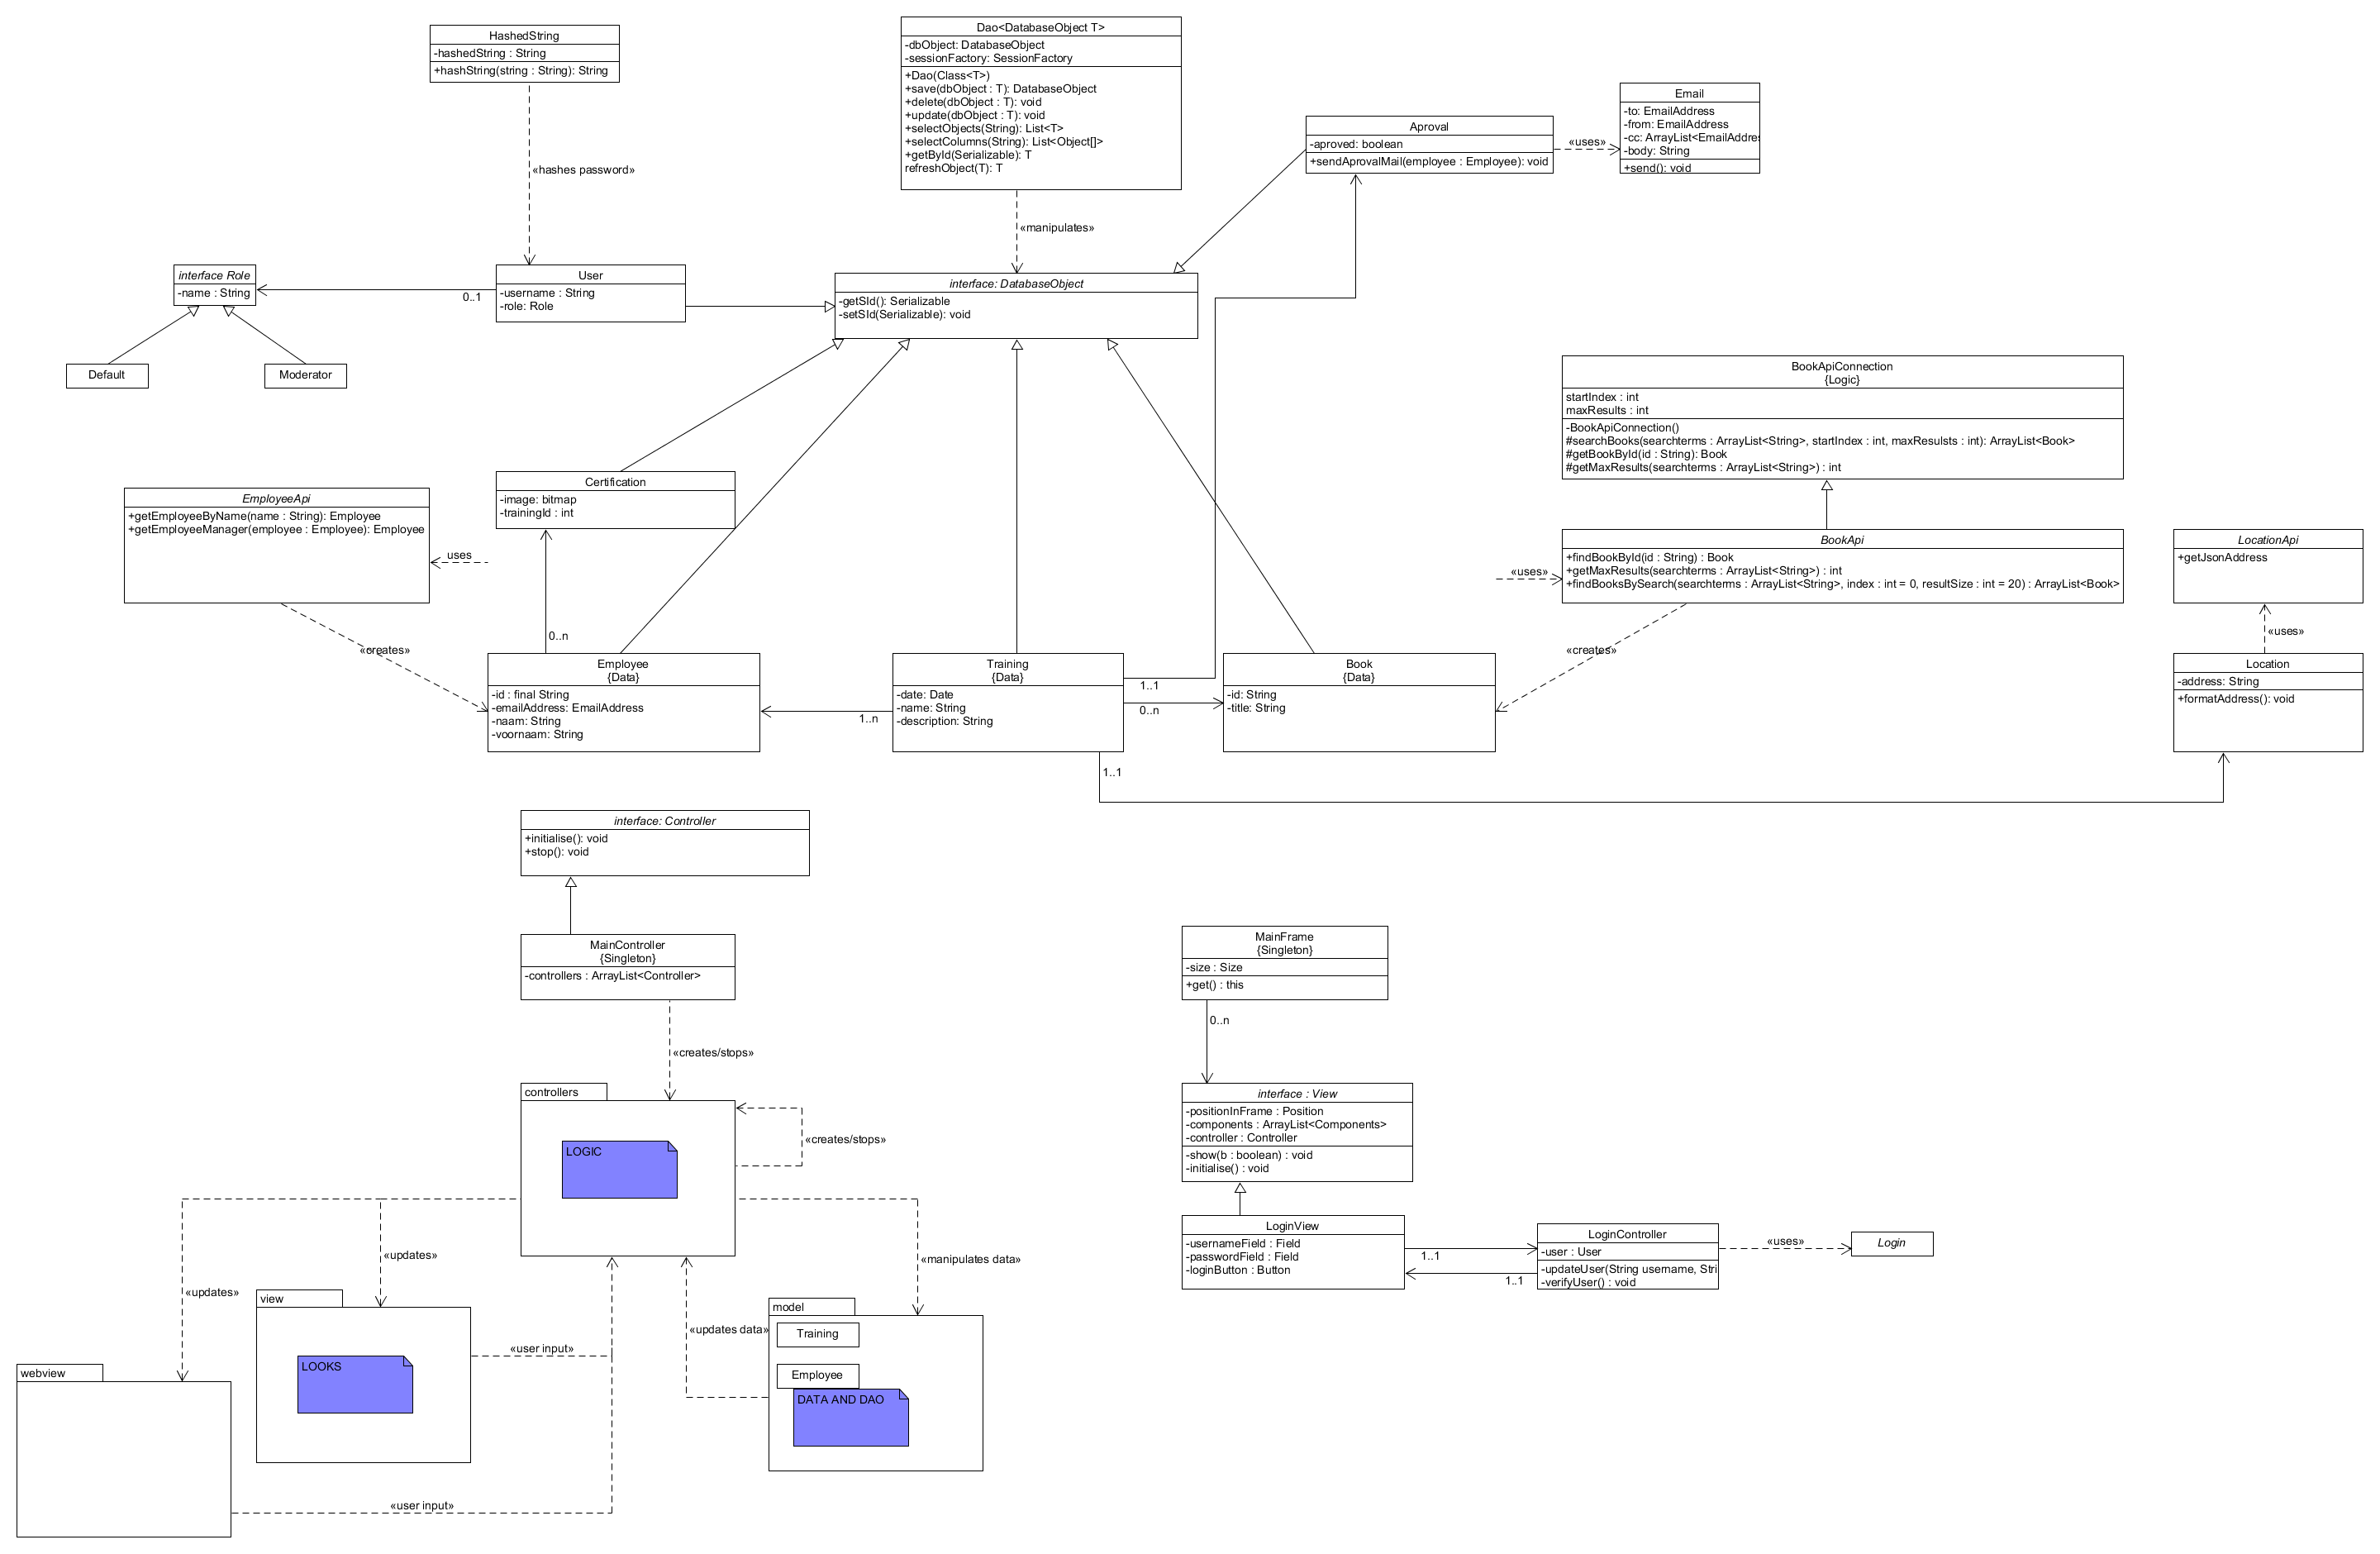 HashedString
-hashedString : String
+hashString(string : String): String
«hashes password»
Dao<DatabaseObject T>
-dbObject: DatabaseObject
-sessionFactory: SessionFactory
+Dao(Class<T>)
+save(dbObject : T): DatabaseObject
+delete(dbObject : T): void
+update(dbObject : T): void
+selectObjects(String): List<T>
+selectColumns(String): List<Object[]>
+getById(Serializable): T
refreshObject(T): T
«manipulates»
Aproval
-aproved: boolean
+sendAprovalMail(employee : Employee): void
«uses»
Email
-to: EmailAddress
-from: EmailAddress
-cc: ArrayList<EmailAddres
-body: String
+send(): void
interface Role
-name : String
0..1
User
-username : String
-role: Role
interface: DatabaseObject
-getSId(): Serializable
-setSId(Serializable): void
Default
Moderator
BookApiConnection
{Logic}
startIndex : int
maxResults : int
-BookApiConnection()
#searchBooks(searchterms : ArrayList<String>, startIndex : int, maxResulsts : int): ArrayList<Book>
#getBookById(id : String): Book
#getMaxResults(searchterms : ArrayList<String>) : int
Certification
-image: bitmap
-trainingId : int
EmployeeApi
+getEmployeeByName(name : String): Employee
+getEmployeeManager(employee : Employee): Employee
uses
«uses»
BookApi
+findBookById(id : String) : Book
+getMaxResults(searchterms : ArrayList<String>) : int
+findBooksBySearch(searchterms : ArrayList<String>, index : int = 0, resultSize : int = 20) : ArrayList<Book>
LocationApi
+getJsonAddress
«uses»
0..n
«creates»
«creates»
Employee
{Data}
-id : final String
-emailAddress: EmailAddress
-naam: String
-voornaam: String
1..n
Training
{Data}
-date: Date
-name: String
-description: String
1..1
0..n
1..1
Book
{Data}
-id: String
-title: String
Location
-address: String
+formatAddress(): void
interface: Controller
+initialise(): void
+stop(): void
MainController
{Singleton}
-controllers : ArrayList<Controller>
«creates/stops»
MainFrame
{Singleton}
-size : Size
+get() : this
0..n
controllers
LOGIC
«creates/stops»
interface : View
-positionInFrame : Position
-components : ArrayList<Components>
-controller : Controller
-show(b : boolean) : void
-initialise() : void
LoginView
-usernameField : Field
-passwordField : Field
-loginButton : Button
1..1
1..1
LoginController
-user : User
-updateUser(String username, Stri
-verifyUser() : void
«uses»
Login
«updates»
«updates»
«manipulates data»
«updates data»
view
LOOKS
«user input»
model
Training
Employee
DATA AND DAO
webview
«user input»